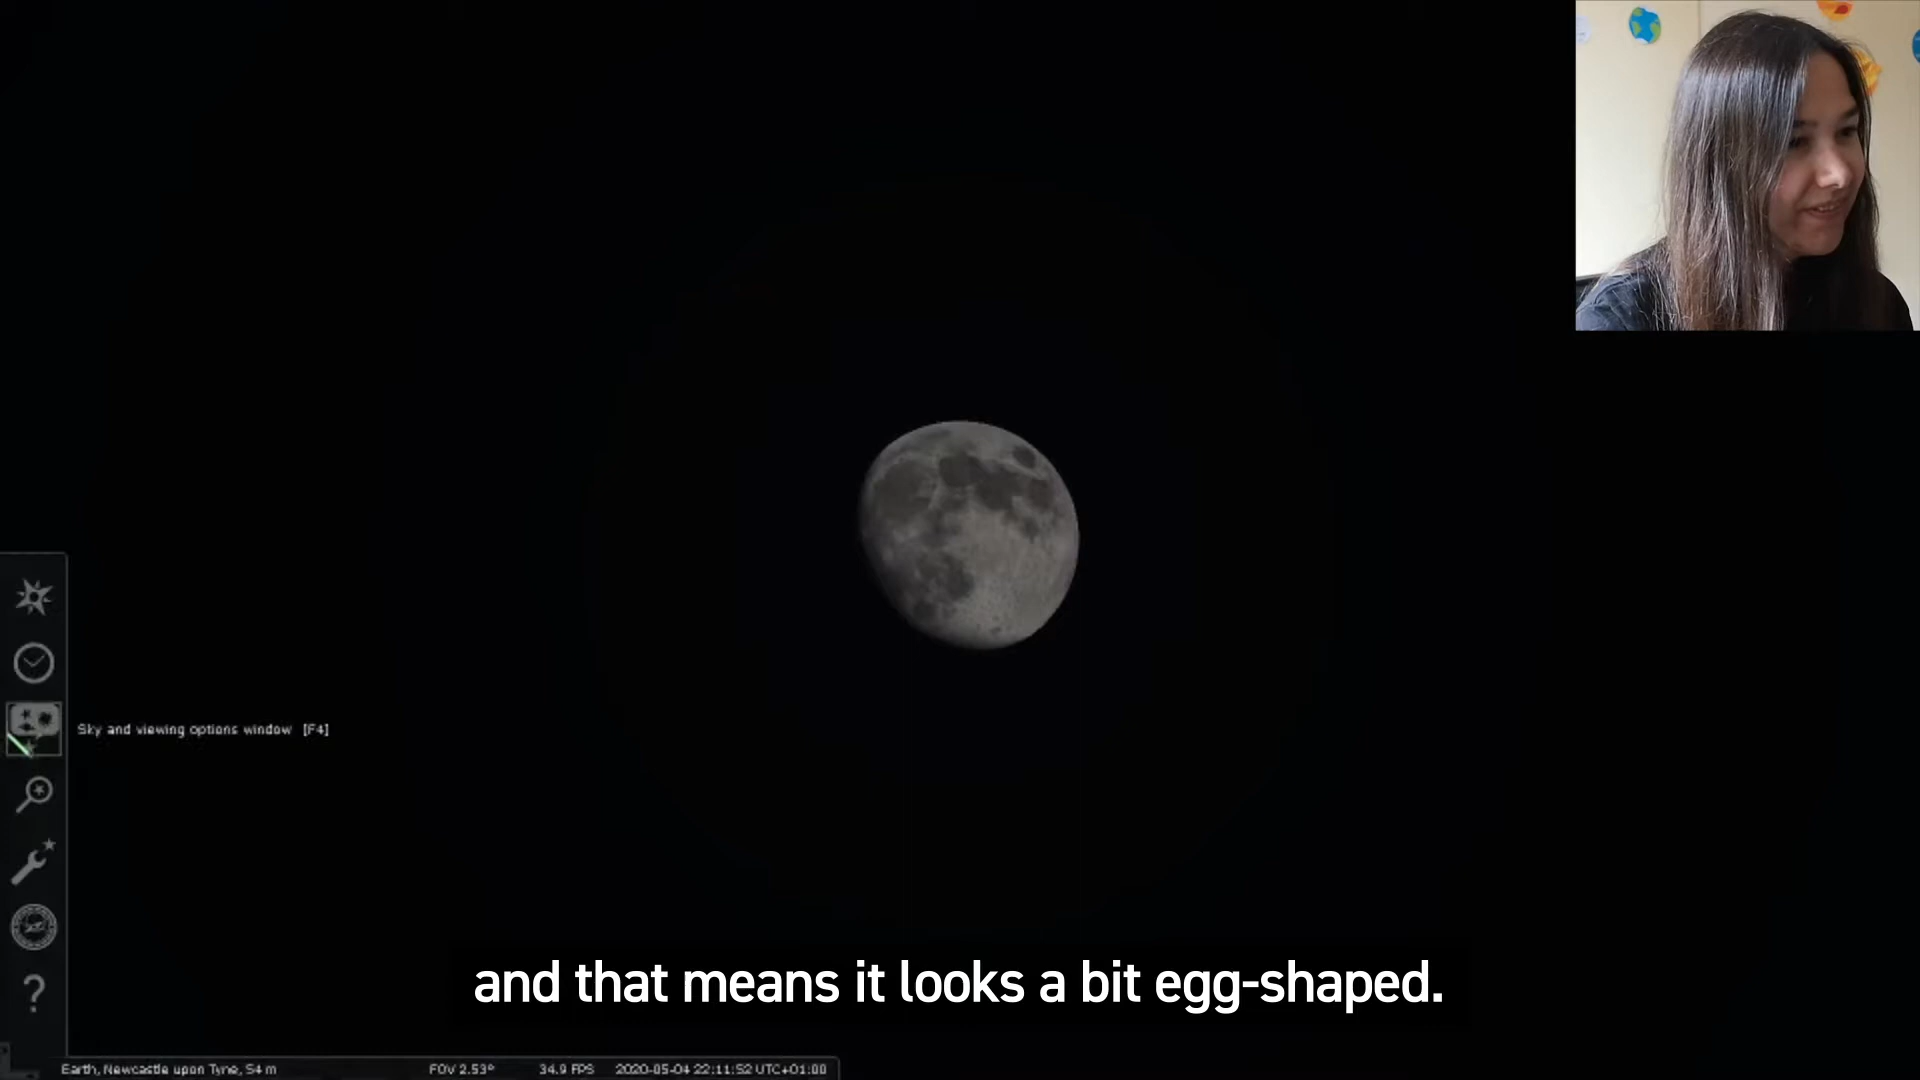 Sky and viewing options window [F4]
and that means it looks a bit egg-shaped.
Earth, Newcastle upon Tyne, 54 m FOV 2.53° 34.9 FPS 2020-05-04 22:11:52 UTC+01:00